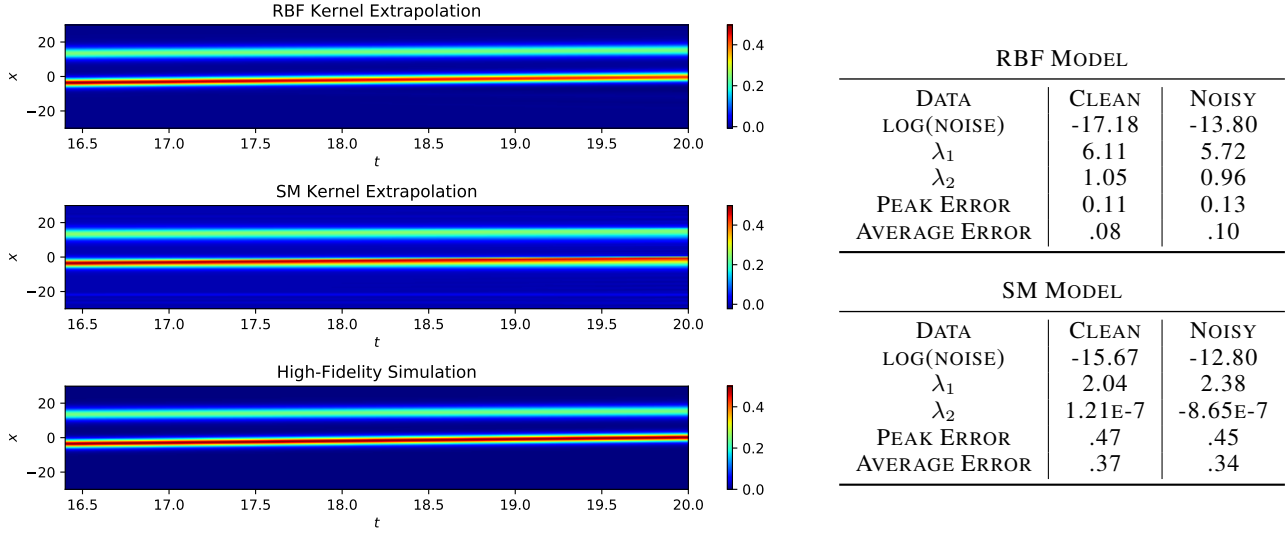 RBF Kernel Extrapolation
20
0
−20
x
16.5 17.0 17.5 18.0 18.5 19.0 19.5 20.0
t
0.4
0.2
0.0
SM Kernel Extrapolation
20
0
−20
x
16.5 17.0 17.5 18.0 18.5 19.0 19.5 20.0
t
0.4
0.2
0.0
High-Fidelity Simulation
20
0
−20
x
16.5 17.0 17.5 18.0 18.5 19.0 19.5 20.0
t
0.4
0.2
0.0
RBF MODEL
DATA CLEAN NOISY
LOG(NOISE) -17.18 -13.80
λ1 6.11 5.72
λ2 1.05 0.96
PEAK ERROR 0.11 0.13
AVERAGE ERROR .08 .10
SM MODEL
DATA CLEAN NOISY
LOG(NOISE) -15.67 -12.80
λ1 2.04 2.38
λ2 1.21E-7 -8.65E-7
PEAK ERROR .47 .45
AVERAGE ERROR .37 .34